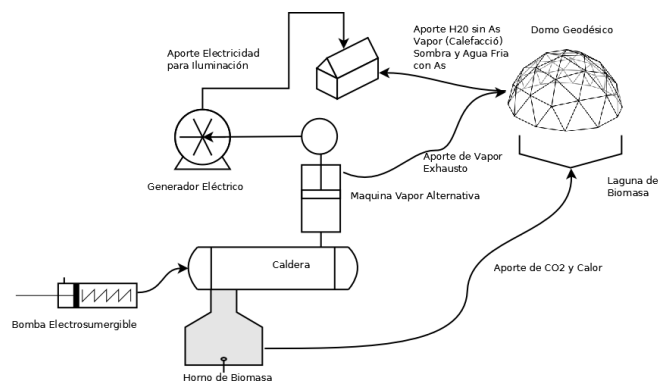 Aporte Electricidad
para Iluminación
Aporte H20 sin As
Vapor (Calefacció)
Sombra y Agua Fria
con As
Domo Geodésico
Generador Eléctrico
Aporte de Vapor
Exhausto
Maquina Vapor Alternativa
Laguna de
Biomasa
Caldera
Aporte de CO2 y Calor
Bomba Electrosumergible
Horno de Biomasa